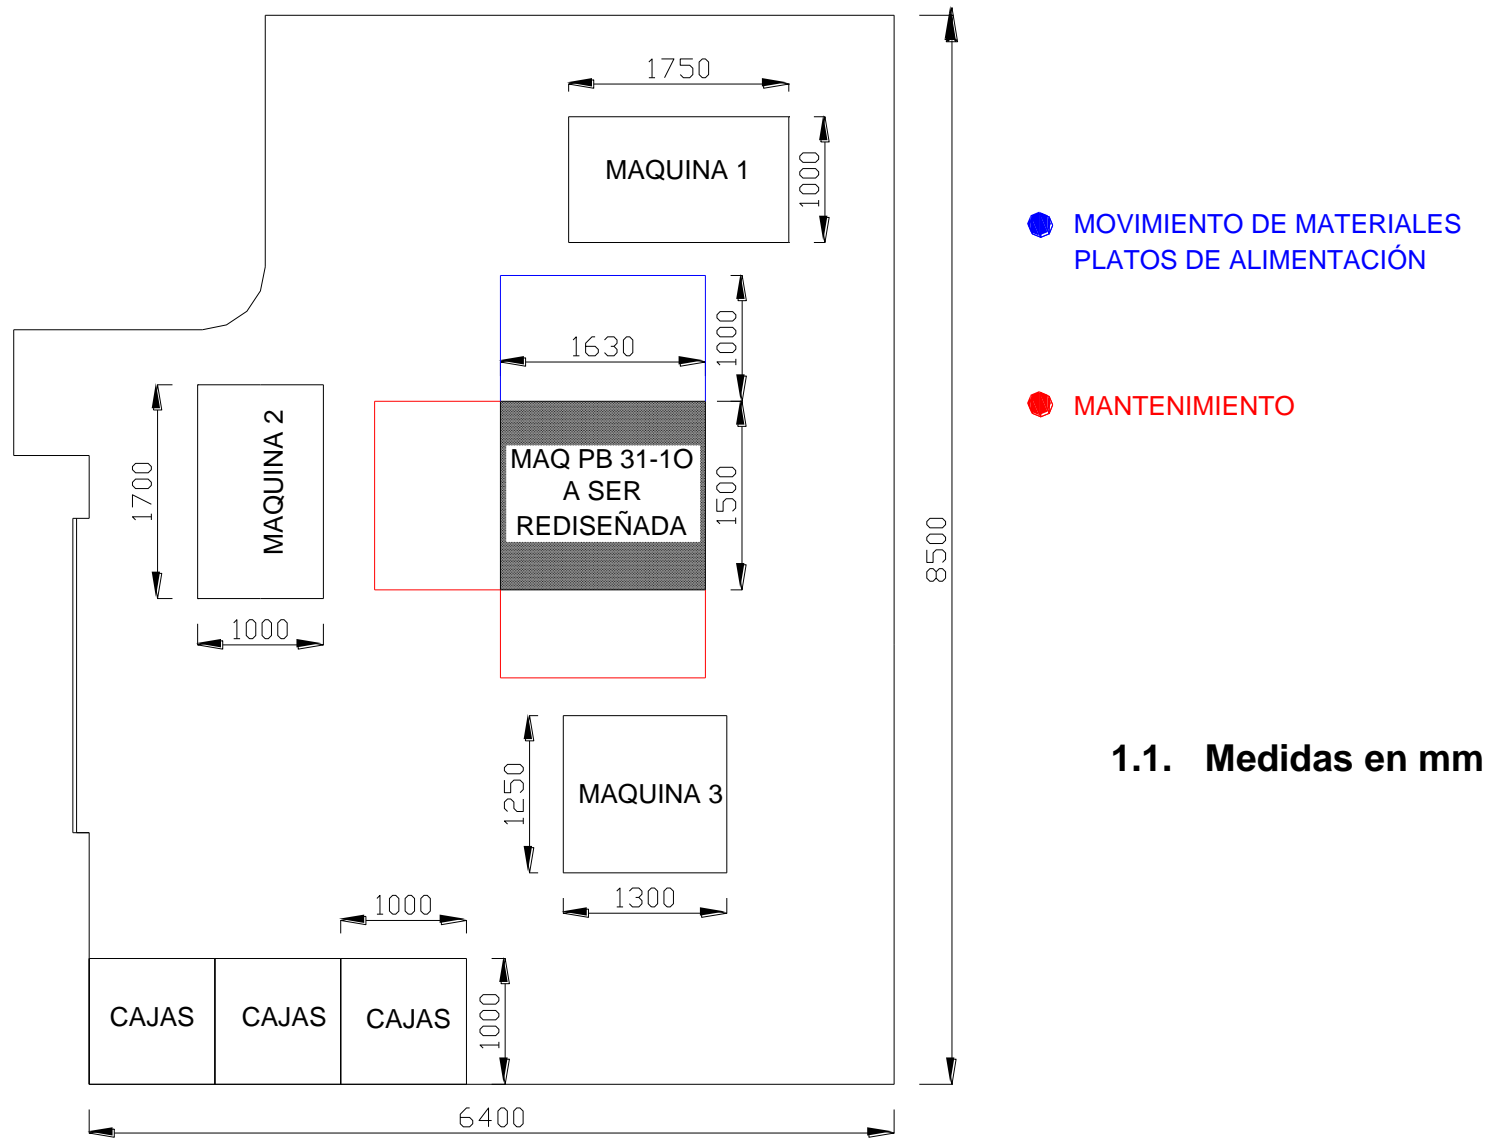 1750
MAQUINA 1
1000
MOVIMIENTO DE MATERIALES
PLATOS DE ALIMENTACIÓN
1000
1630
MANTENIMIENTO
MAQUINA 2
1700
MAQ PB 31-1O
A SER
REDISEÑADA
1500
8500
1000
1.1. Medidas en mm
1250
MAQUINA 3
1300
1000
CAJAS
CAJAS
CAJAS
1000
6400